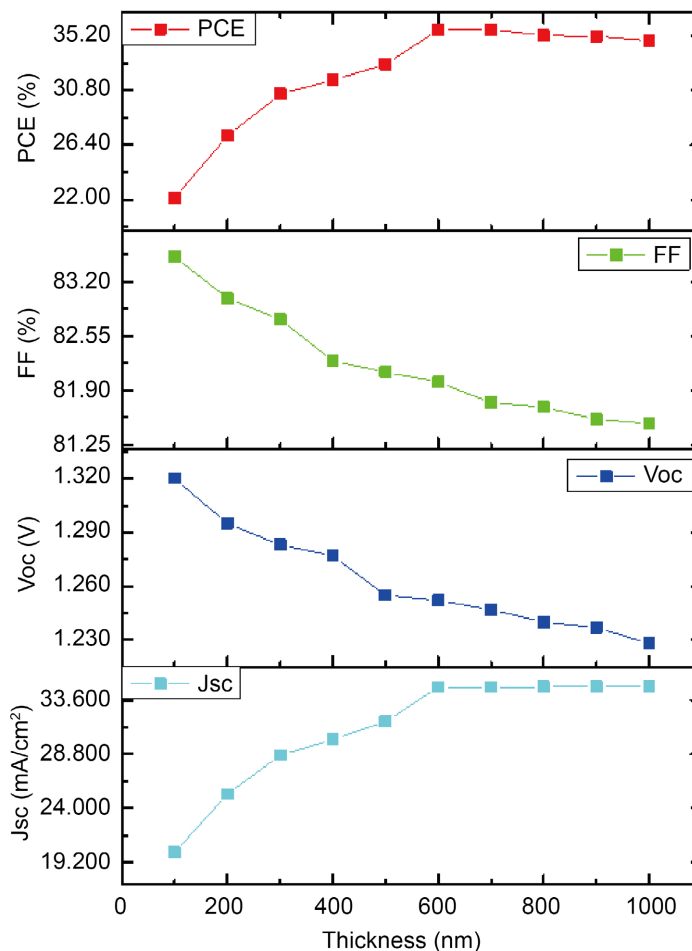 PCE
35.20
30.80
26.40
22.00
PCE (%)
FF
83.20
82.55
81.90
81.25
FF (%)
Voc
1.320
1.290
1.260
1.230
Voc (V)
Jsc
33.600
28.800
24.000
19.200
Jsc (mA/cm²)
0 200 400 600 800 1000
Thickness (nm)